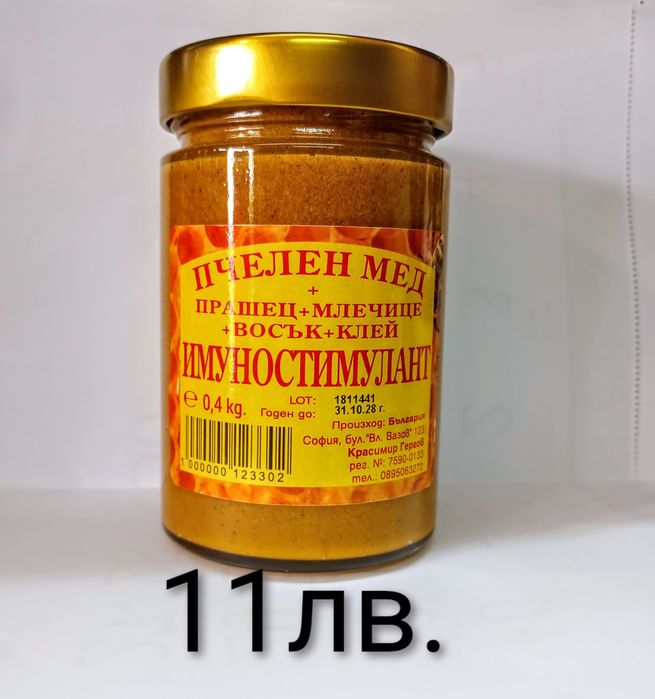 ПЧЕЛЕН МЕД
+
ПРАШЕЦ+МЛЕЧИЦЕ
+ВОСЪК+КЛЕЙ
ИМУНОСТИМУЛАНТ
℮ 0,4 kg.
LOT: 1811441
Годен до: 31.10.28 г.
Произход: България
София, бул."Вл. Вазов" 123
Красимир Гергов
рег. №: 7590-0133
тел.: 0895063272
1 000000 123302
11лв.